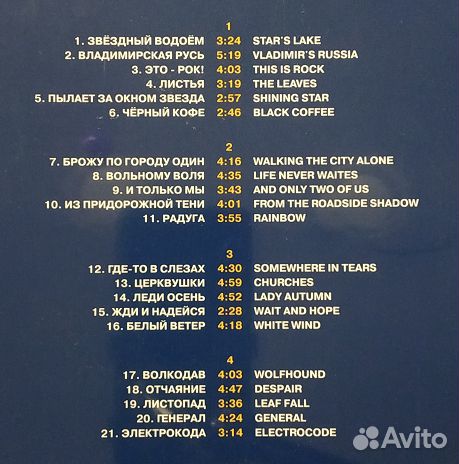 1
1. ЗВЁЗДНЫЙ ВОДОЁМ 3:24 STAR'S LAKE
2. ВЛАДИМИРСКАЯ РУСЬ 5:19 VLADIMIR'S RUSSIA
3. ЭТО - РОК! 4:03 THIS IS ROCK
4. ЛИСТЬЯ 3:19 THE LEAVES
5. ПЫЛАЕТ ЗА ОКНОМ ЗВЕЗДА 2:57 SHINING STAR
6. ЧЁРНЫЙ КОФЕ 2:46 BLACK COFFEE
2
7. БРОЖУ ПО ГОРОДУ ОДИН 4:16 WALKING THE CITY ALONE
8. ВОЛЬНОМУ ВОЛЯ 4:35 LIFE NEVER WAITES
9. И ТОЛЬКО МЫ 3:43 AND ONLY TWO OF US
10. ИЗ ПРИДОРОЖНОЙ ТЕНИ 4:01 FROM THE ROADSIDE SHADOW
11. РАДУГА 3:55 RAINBOW
3
12. ГДЕ-ТО В СЛЕЗАХ 4:30 SOMEWHERE IN TEARS
13. ЦЕРКВУШКИ 4:59 CHURCHES
14. ЛЕДИ ОСЕНЬ 4:52 LADY AUTUMN
15. ЖДИ И НАДЕЙСЯ 2:28 WAIT AND HOPE
16. БЕЛЫЙ ВЕТЕР 4:18 WHITE WIND
4
17. ВОЛКОДАВ 4:03 WOLFHOUND
18. ОТЧАЯНИЕ 4:47 DESPAIR
19. ЛИСТОПАД 3:36 LEAF FALL
20. ГЕНЕРАЛ 4:24 GENERAL
21. ЭЛЕКТРОКОДА 3:14 ELECTROCODE
Avito